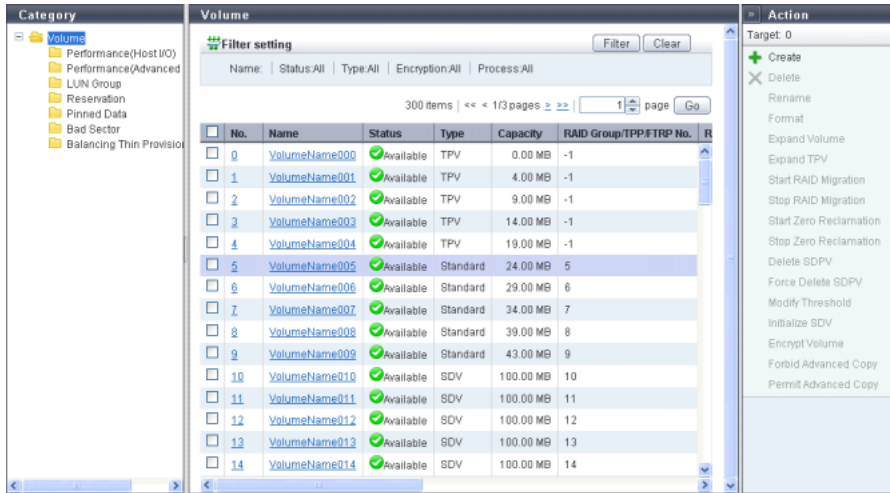 Category
Volume
Performance(Host I/O)
Performance(Advanced
LUN Group
Reservation
Pinned Data
Bad Sector
Balancing Thin Provision
Volume
Filter setting
Filter
Clear
Name: | Status:All | Type:All | Encryption:All | Process:All
300 items | << < 1/3 pages > >> | 1 page Go
No. Name Status Type Capacity RAID Group/TPP/FTRP No. R
0 VolumeName000 Available TPV 0.00 MB -1
1 VolumeName001 Available TPV 4.00 MB -1
2 VolumeName002 Available TPV 9.00 MB -1
3 VolumeName003 Available TPV 14.00 MB -1
4 VolumeName004 Available TPV 19.00 MB -1
5 VolumeName005 Available Standard 24.00 MB 5
6 VolumeName006 Available Standard 29.00 MB 6
7 VolumeName007 Available Standard 34.00 MB 7
8 VolumeName008 Available Standard 39.00 MB 8
9 VolumeName009 Available Standard 43.00 MB 9
10 VolumeName010 Available SDV 100.00 MB 10
11 VolumeName011 Available SDV 100.00 MB 11
12 VolumeName012 Available SDV 100.00 MB 12
13 VolumeName013 Available SDV 100.00 MB 13
14 VolumeName014 Available SDV 100.00 MB 14
» Action
Target: 0
Create
Delete
Rename
Format
Expand Volume
Expand TPV
Start RAID Migration
Stop RAID Migration
Start Zero Reclamation
Stop Zero Reclamation
Delete SDPV
Force Delete SDPV
Modify Threshold
Initialize SDV
Encrypt Volume
Forbid Advanced Copy
Permit Advanced Copy